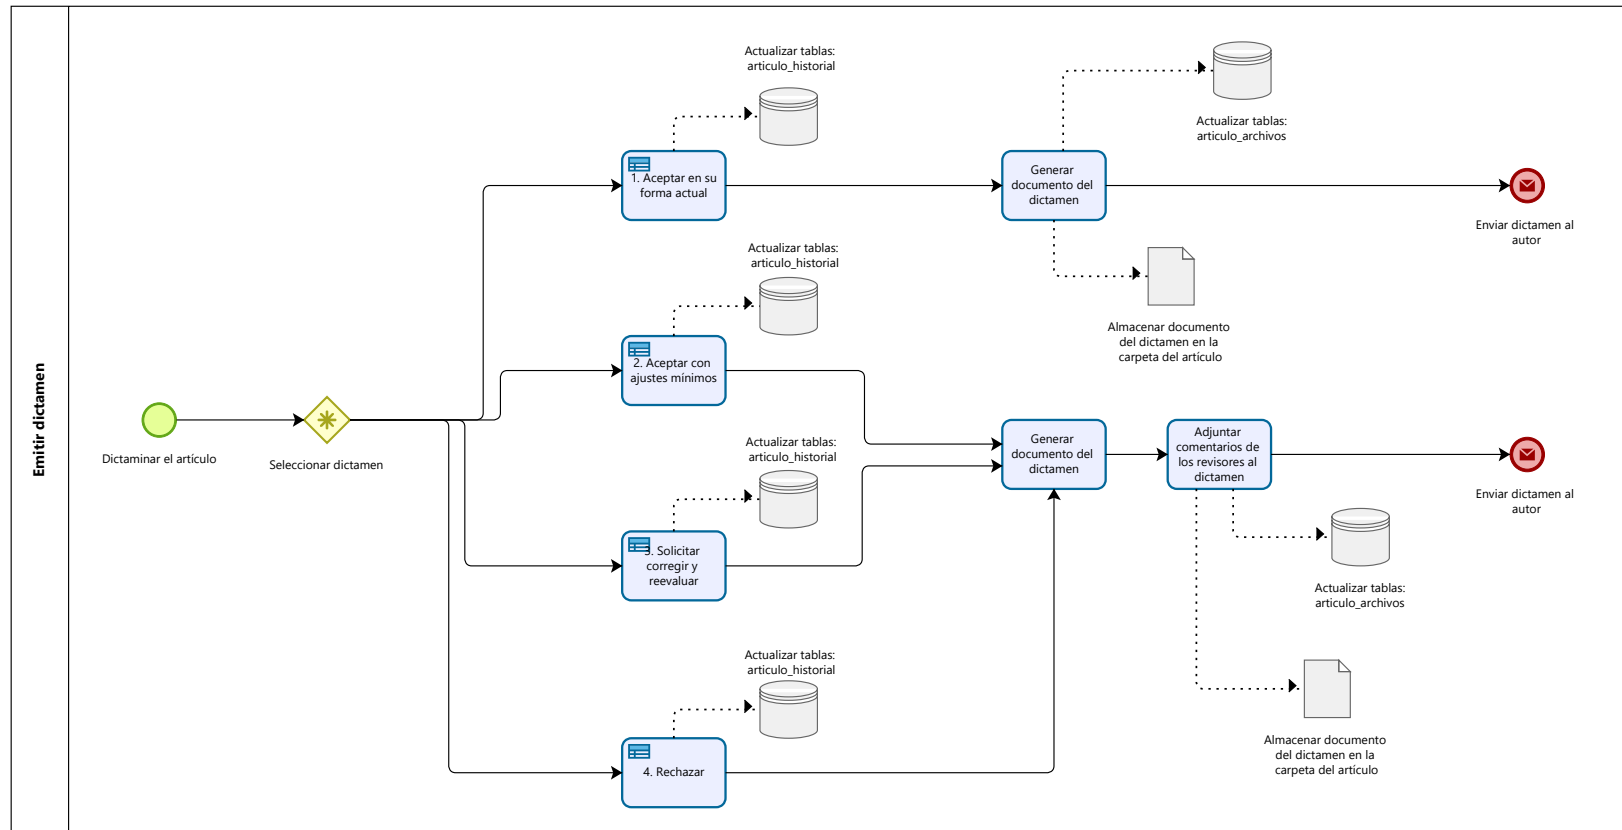 Emitir dictamen
Dictaminar el artículo
Seleccionar dictamen
Actualizar tablas:
articulo_historial
1. Aceptar en su
forma actual
Generar
documento del
dictamen
Actualizar tablas:
articulo_archivos
Almacenar documento
del dictamen en la
carpeta del artículo
Enviar dictamen al
autor
Actualizar tablas:
articulo_historial
2. Aceptar con
ajustes mínimos
Actualizar tablas:
articulo_historial
3. Solicitar
corregir y
reevaluar
Actualizar tablas:
articulo_historial
4. Rechazar
Generar
documento del
dictamen
Adjuntar
comentarios de
los revisores al
dictamen
Actualizar tablas:
articulo_archivos
Almacenar documento
del dictamen en la
carpeta del artículo
Enviar dictamen al
autor